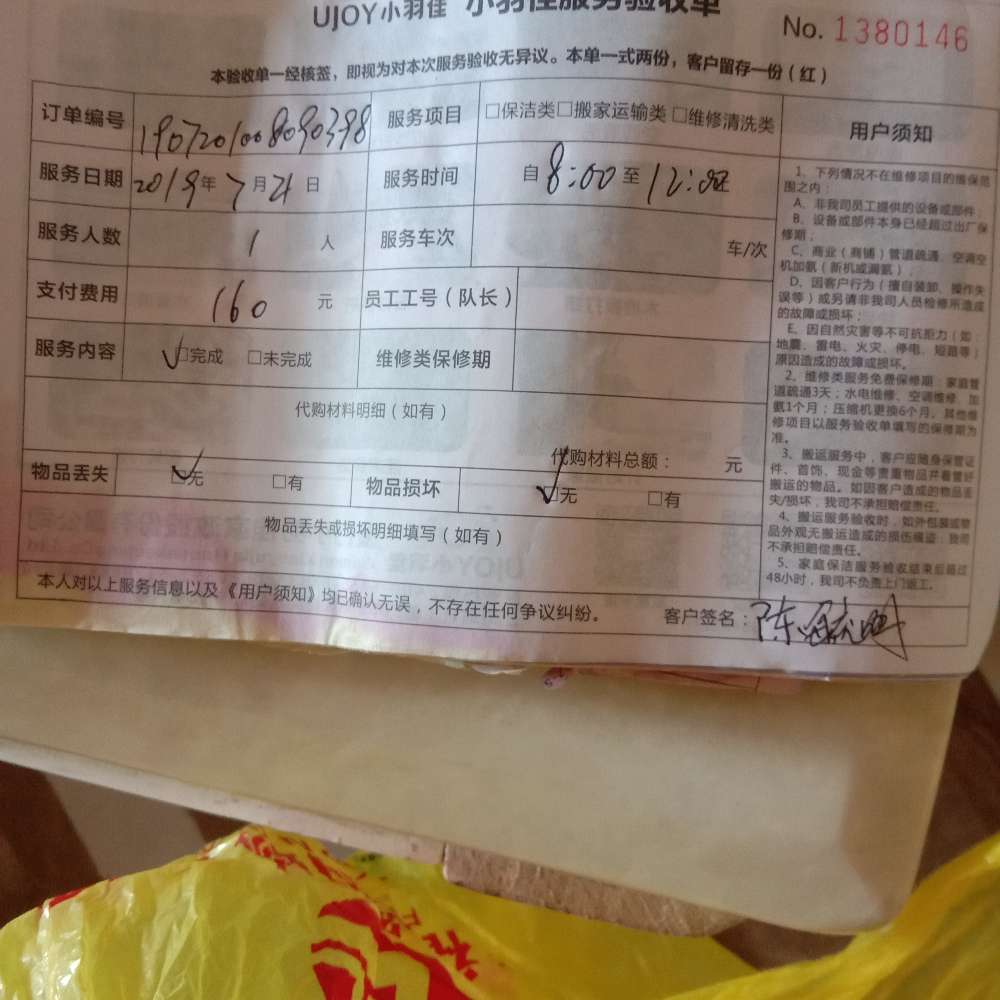 UJOY小羽佳 小羽佳服务验收单
No. 1380146
本验收单一经核签，即视为对本次服务验收无异议。本单一式两份，客户留存一份（红）
订单编号 1907201008090398 服务项目 □保洁类□搬家运输类 □维修清洗类
服务日期 2019年7月21日 服务时间 自8:00至12:00
服务人数 1 人 服务车次 车/次
支付费用 160 元 员工工号（队长）
服务内容 □完成 □未完成 维修类保修期
代购材料明细（如有）
代购材料总额： 元
物品丢失 □无 □有 物品损坏 □无 □有
物品丢失或损坏明细填写（如有）
本人对以上服务信息以及《用户须知》均已确认无误，不存在任何争议纠纷。
客户签名：陈
用户须知
1、下列情况不在维修项目的维保范
围之内：
A、非我司员工提供的设备或部件；
B、设备或部件本身已经超过出厂保
修期；
C、商业（商铺）管道疏通、空调空
机加氨（新机或漏氨）；
D、因客户行为（擅自装卸、操作失
误等）或另请非我司人员检修所造成
的故障或损坏；
E、因自然灾害等不可抗拒力（如：
地震、雷电、火灾、停电、短路等）
原因造成的故障或损坏。
2、维修类服务免费保修期：家庭管
道疏通3天；水电维修、空调维修、加
氨1个月；压缩机更换6个月，其他维
修项目以服务验收单填写的保修期为
准。
3、搬运服务中，客户应随身保管证
件、首饰、现金等贵重物品并看管好
搬运的物品。如因客户造成的物品丢
失/损坏，我司不承担赔偿责任。
4、搬运服务验收时，如外包装或物
品外观无搬运造成的损伤痕迹，我司
不承担赔偿责任。
5、家庭保洁服务验收结束后超过
48小时，我司不负责上门返工。